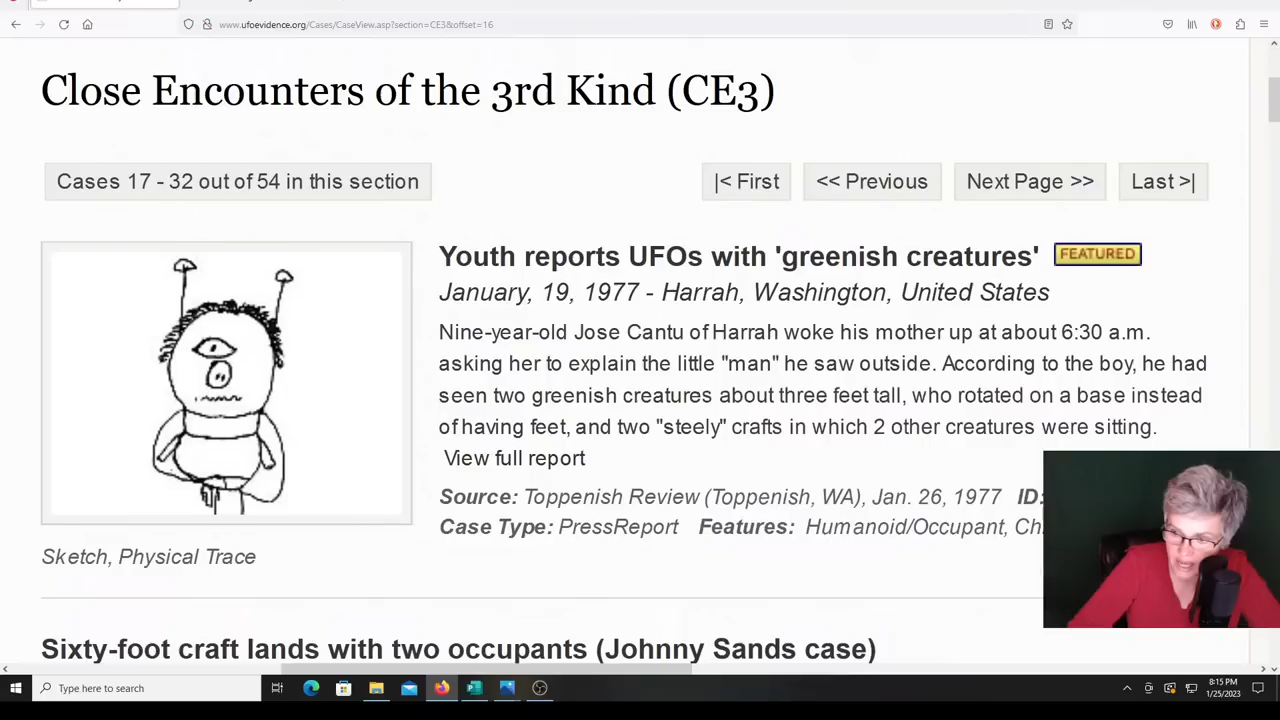 www.ufoevidence.org/Cases/CaseView.asp?section=CE3&offset=16
Close Encounters of the 3rd Kind (CE3)
Cases 17 - 32 out of 54 in this section
|< First
<< Previous
Next Page >>
Last >|
Youth reports UFOs with 'greenish creatures' FEATURED
January, 19, 1977 - Harrah, Washington, United States
Nine-year-old Jose Cantu of Harrah woke his mother up at about 6:30 a.m.
asking her to explain the little "man" he saw outside. According to the boy, he had
seen two greenish creatures about three feet tall, who rotated on a base instead
of having feet, and two "steely" crafts in which 2 other creatures were sitting.
View full report
Source: Toppenish Review (Toppenish, WA), Jan. 26, 1977 ID:
Case Type: PressReport Features: Humanoid/Occupant,
Sketch, Physical Trace
Sixty-foot craft lands with two occupants (Johnny Sands case)
Type here to search
8:15 PM
1/25/2023